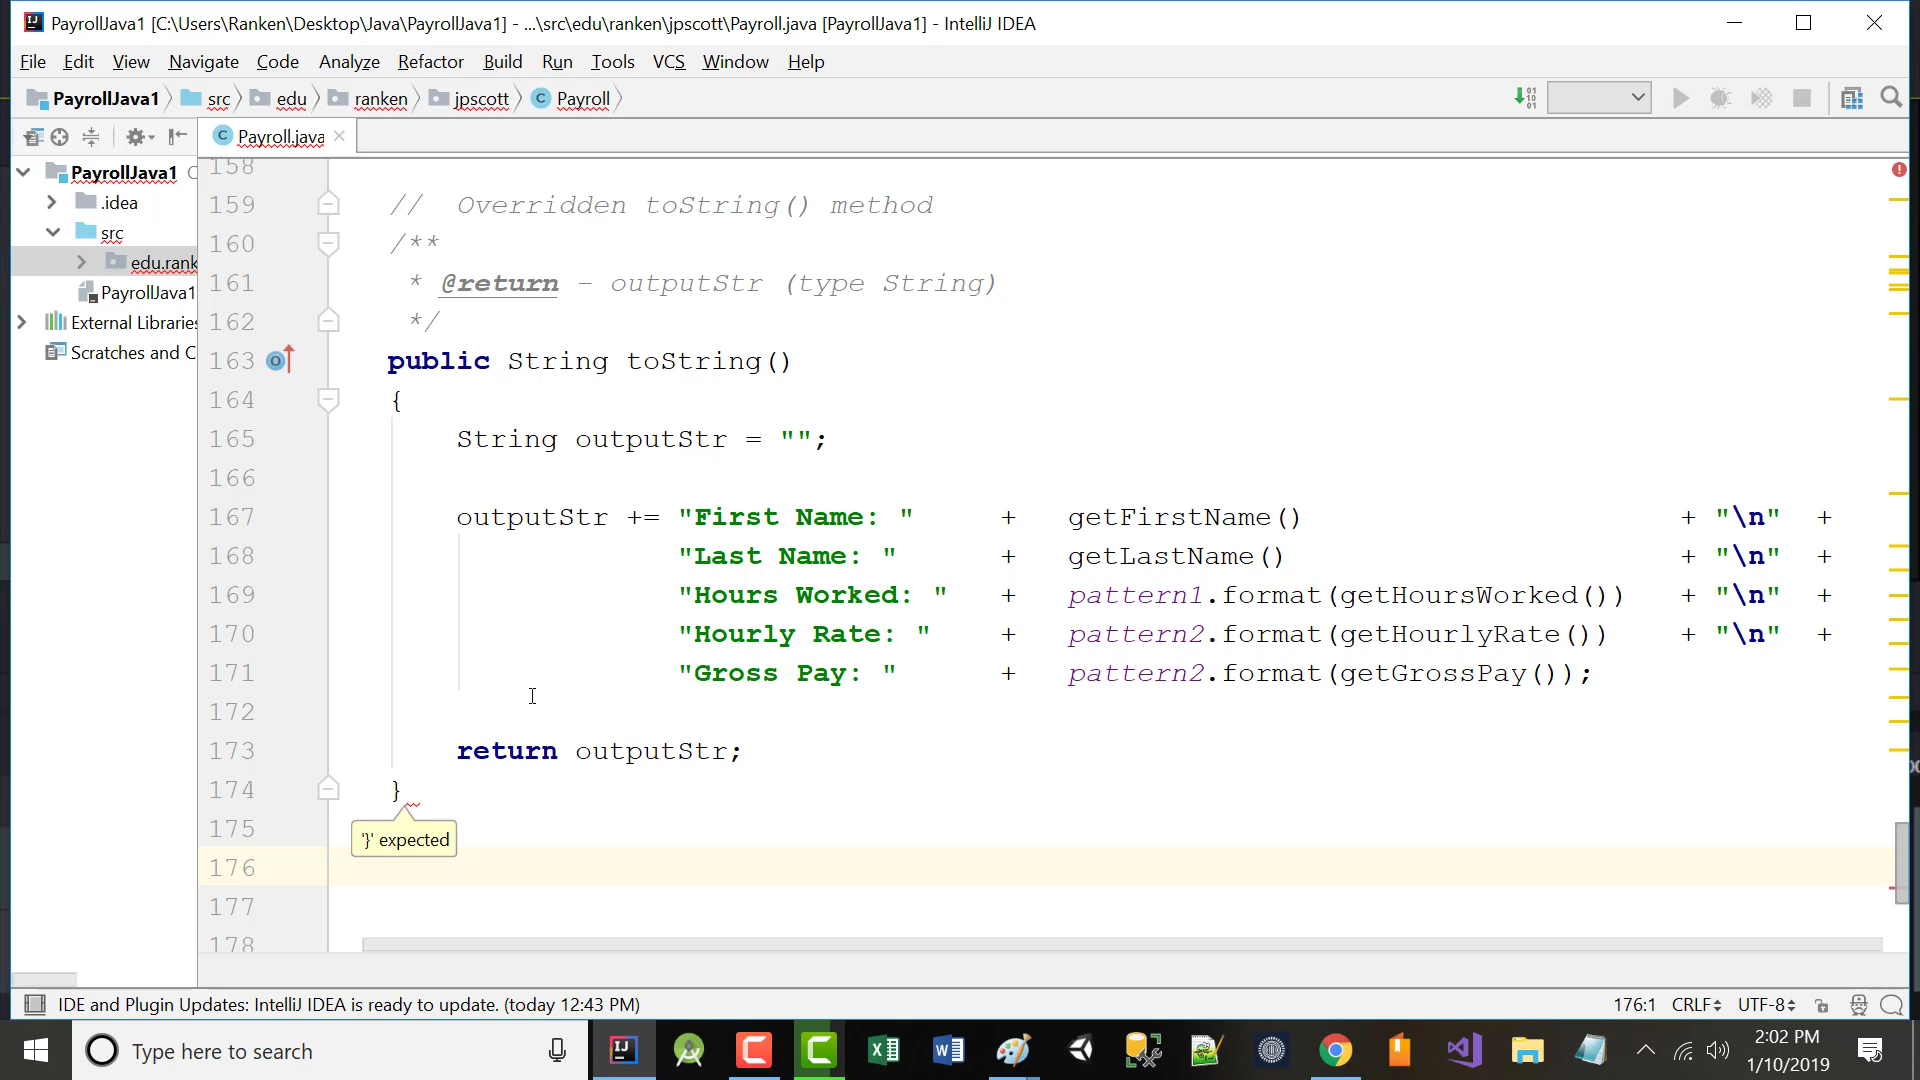 PayrollJava1 [C:\Users\Ranken\Desktop\Java\PayrollJava1] - ...\src\edu\ranken\jpscott\Payroll.java [PayrollJava1] - IntelliJ IDEA
File Edit View Navigate Code Analyze Refactor Build Run Tools VCS Window Help
PayrollJava1 src edu ranken jpscott Payroll
Payroll.java
PayrollJava1
.idea
src
edu.rank
PayrollJava1
External Libraries
Scratches and C
158
159 // Overridden toString() method
160 /**
161 * @return - outputStr (type String)
162 */
163 public String toString()
164 {
165 String outputStr = "";
166
167 outputStr += "First Name: " + getFirstName() + "\n" +
168 "Last Name: " + getLastName() + "\n" +
169 "Hours Worked: " + pattern1.format(getHoursWorked()) + "\n" +
170 "Hourly Rate: " + pattern2.format(getHourlyRate()) + "\n" +
171 "Gross Pay: " + pattern2.format(getGrossPay());
172
173 return outputStr;
174 }
175
'}' expected
176
177
178
IDE and Plugin Updates: IntelliJ IDEA is ready to update. (today 12:43 PM) 176:1 CRLF UTF-8
Type here to search
2:02 PM
1/10/2019